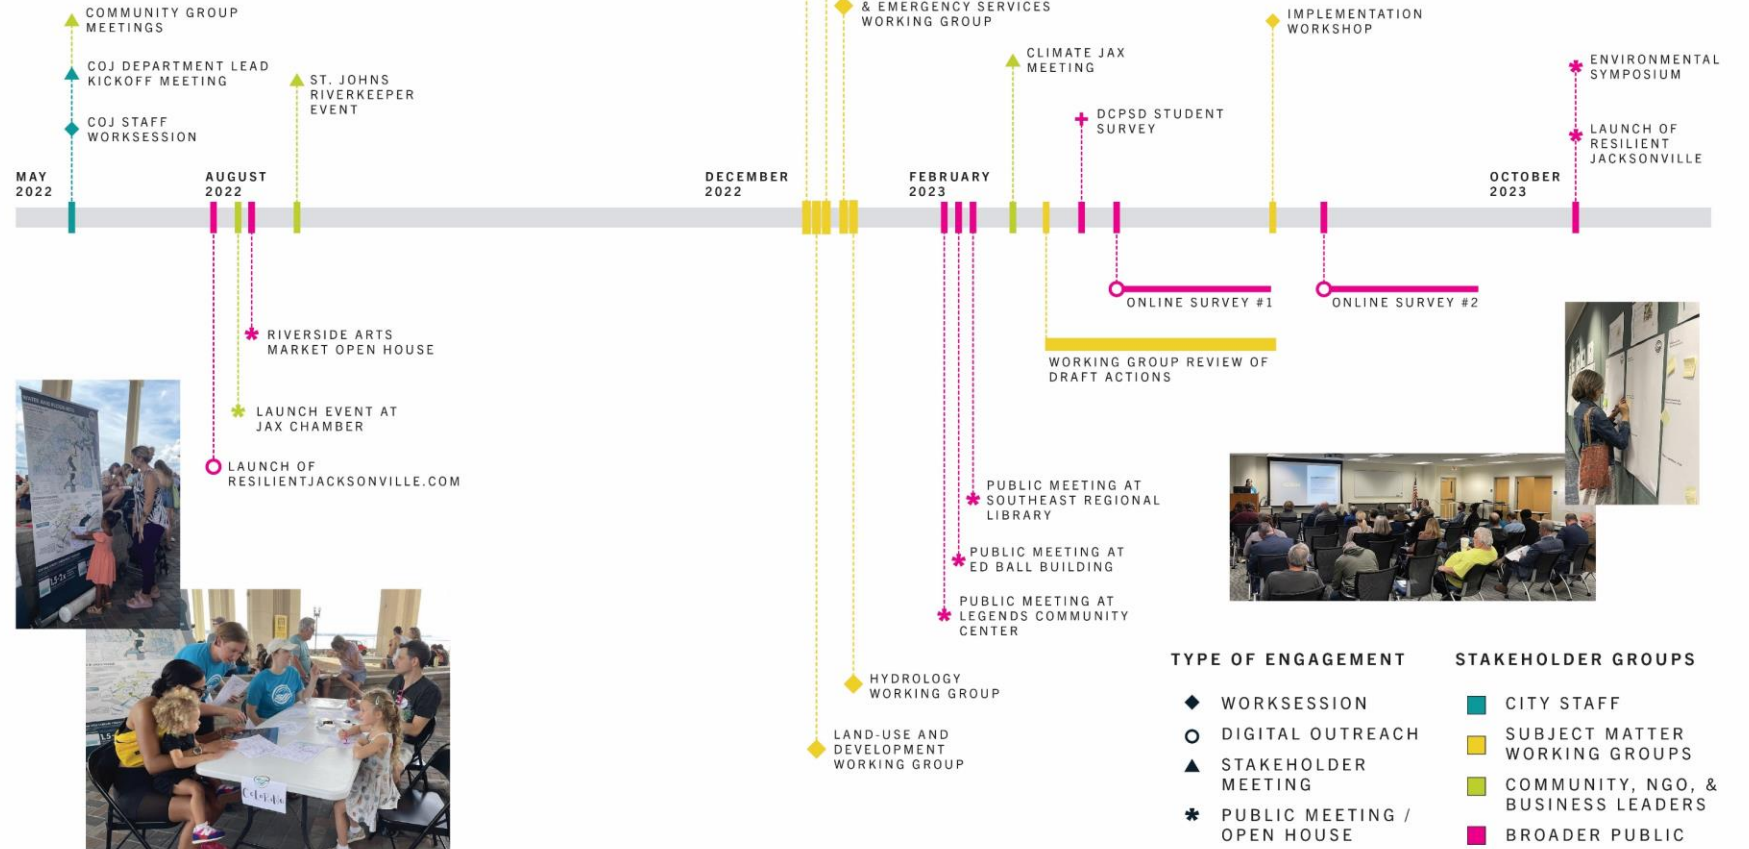 COMMUNITY GROUP
MEETINGS
COJ DEPARTMENT LEAD
KICKOFF MEETING
COJ STAFF
WORKSESSION
ST. JOHNS
RIVERKEEPER
EVENT
& EMERGENCY SERVICES
WORKING GROUP
CLIMATE JAX
MEETING
DCPSD STUDENT
SURVEY
IMPLEMENTATION
WORKSHOP
ENVIRONMENTAL
SYMPOSIUM
LAUNCH OF
RESILIENT
JACKSONVILLE
MAY
2022
AUGUST
2022
DECEMBER
2022
FEBRUARY
2023
OCTOBER
2023
ONLINE SURVEY #1
ONLINE SURVEY #2
RIVERSIDE ARTS
MARKET OPEN HOUSE
WORKING GROUP REVIEW OF
DRAFT ACTIONS
LAUNCH EVENT AT
JAX CHAMBER
LAUNCH OF
RESILIENTJACKSONVILLE.COM
PUBLIC MEETING AT
SOUTHEAST REGIONAL
LIBRARY
PUBLIC MEETING AT
ED BALL BUILDING
PUBLIC MEETING AT
LEGENDS COMMUNITY
CENTER
HYDROLOGY
WORKING GROUP
LAND-USE AND
DEVELOPMENT
WORKING GROUP
TYPE OF ENGAGEMENT
WORKSESSION
DIGITAL OUTREACH
STAKEHOLDER
MEETING
PUBLIC MEETING /
OPEN HOUSE
STAKEHOLDER GROUPS
CITY STAFF
SUBJECT MATTER
WORKING GROUPS
COMMUNITY, NGO, &
BUSINESS LEADERS
BROADER PUBLIC